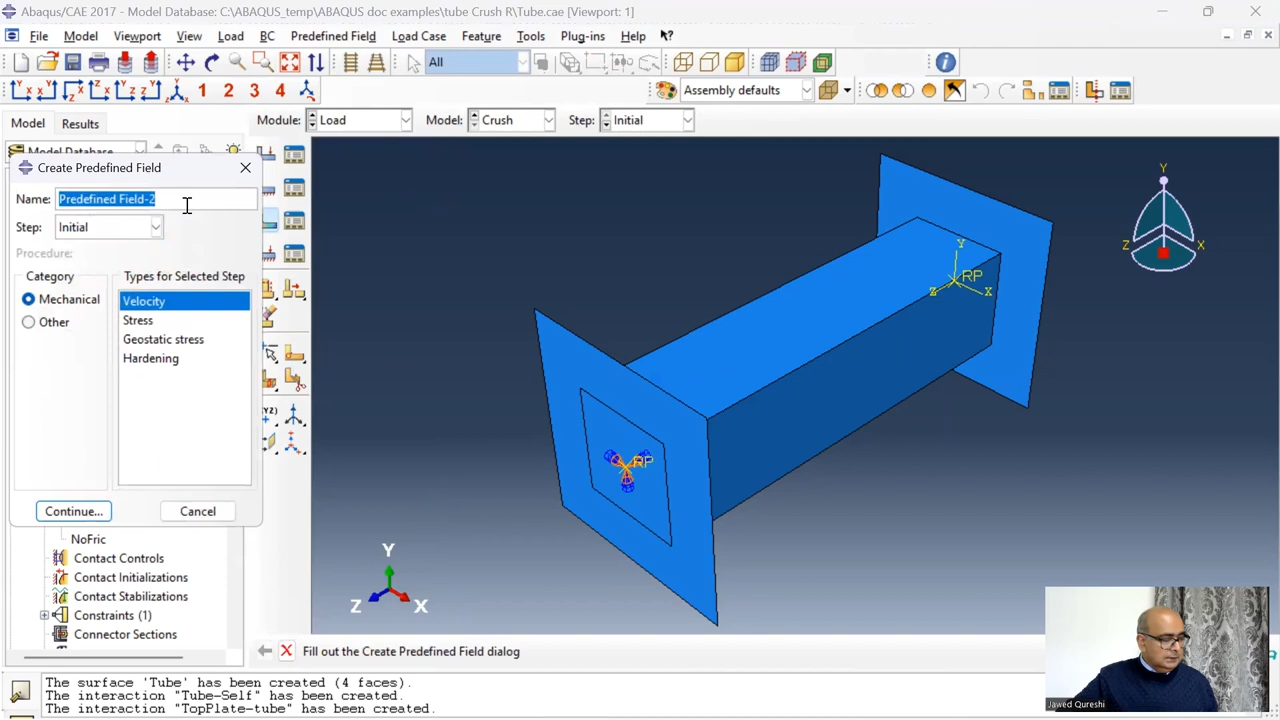 Abaqus/CAE 2017 - Model Database: C:\ABAQUS_temp\ABAQUS doc examples\tube Crush R\Tube.cae [Viewport: 1]
File Model Viewport View Load BC Predefined Field Load Case Feature Tools Plug-ins Help
All
1 2 3 4 Assembly defaults
Model Results Module: Load Model: Crush Step: Initial
Model Database
Create Predefined Field
Name: Predefined Field-2
Step: Initial
Procedure:
Category Types for Selected Step
Mechanical Velocity
Other Stress
Geostatic stress
Hardening
Continue... Cancel
NoFric
Contact Controls
Contact Initializations
Contact Stabilizations
Constraints (1)
Connector Sections
Y
RP
Z X
RP
Y
Z X
Y
Z X
Fill out the Create Predefined Field dialog
The surface 'Tube' has been created (4 faces).
The interaction "Tube-Self" has been created.
The interaction "TopPlate-tube" has been created.
Jawed Qureshi